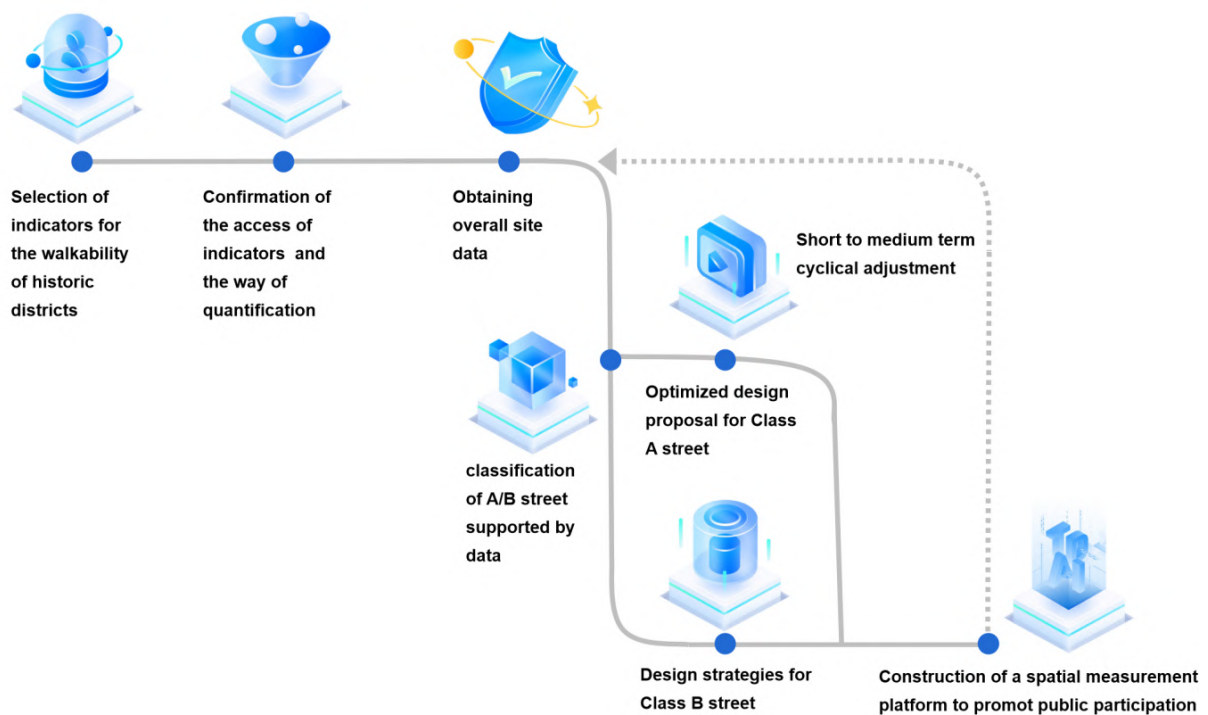 Selection of
indicators for
the walkability
of historic
districts
Confirmation of
the access of
indicators and
the way of
quantification
Obtaining
overall site
data
Short to medium term
cyclical adjustment
classification
of A/B street
supported by
data
Optimized design
proposal for Class
A street
Design strategies for
Class B street
Construction of a spatial measurement
platform to promot public participation